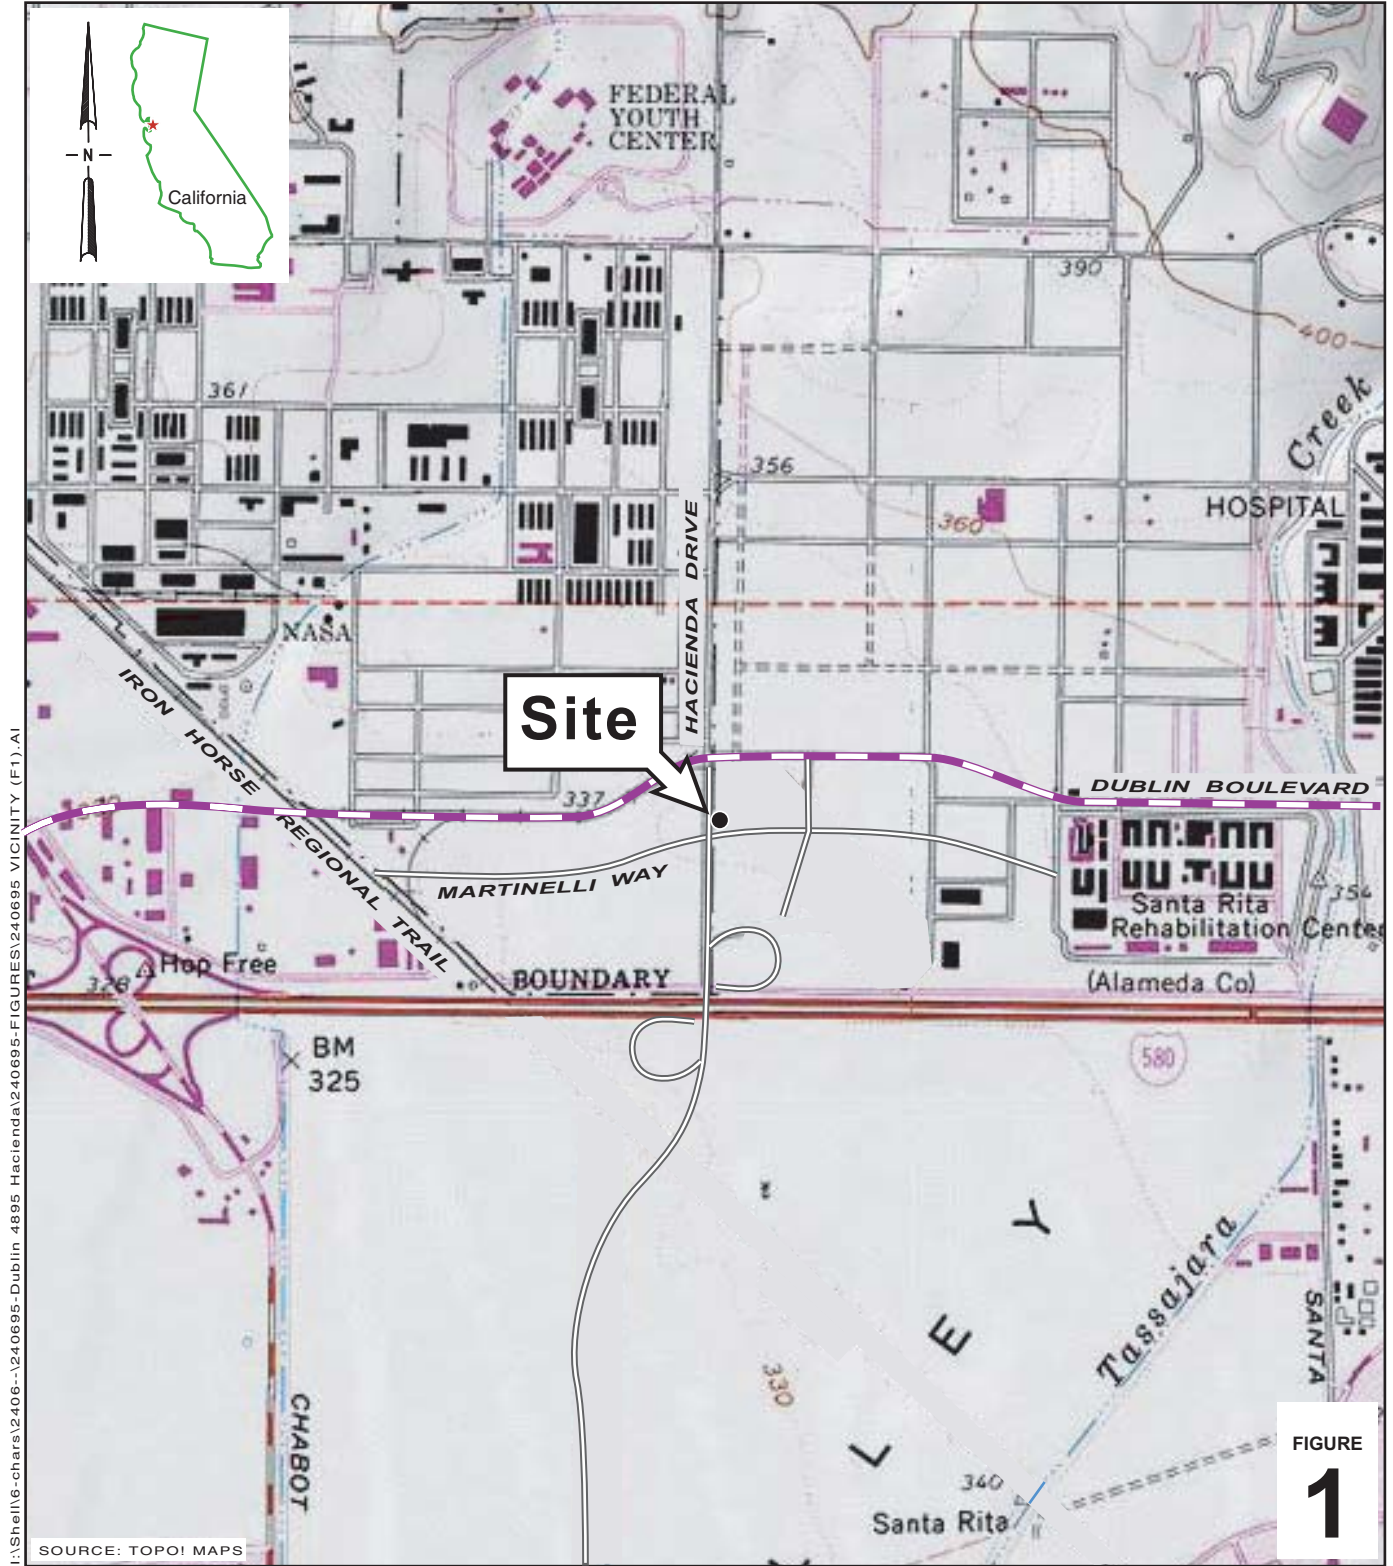 N
California
FEDERAL
YOUTH
CENTER
390
400
361
356
Creek
HOSPITAL
360
HACIENDA DRIVE
NASA
IRON HORSE REGIONAL TRAIL
Site
337
DUBLIN BOULEVARD
MARTINELLI WAY
354
Santa Rita
Rehabilitation Center
(Alameda Co)
Hop Free
328
BOUNDARY
BM
325
580
Y
E
L
Tassajara
SANTA
330
CHABOT
340
Santa Rita
FIGURE
1
SOURCE: TOPO! MAPS
I:\Shell\6-chars\2406--\240695-Dublin 4895 Hacienda\240695-FIGURES\240695 VICINITY (F1).AI